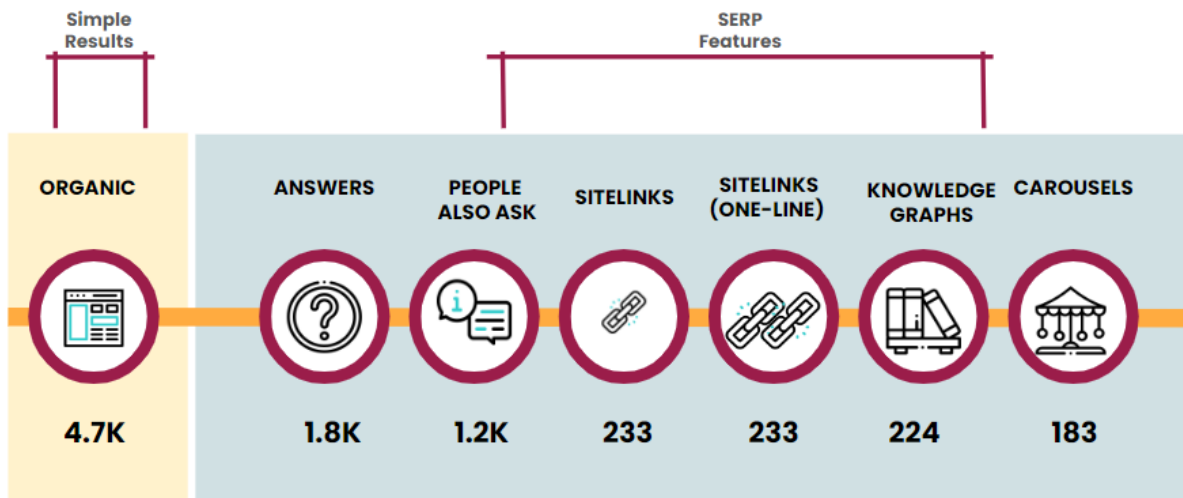 Simple
Results
SERP
Features
ORGANIC
ANSWERS
PEOPLE
ALSO ASK
SITELINKS
SITELINKS
(ONE-LINE)
KNOWLEDGE
GRAPHS
CAROUSELS
4.7K
1.8K
1.2K
233
233
224
183